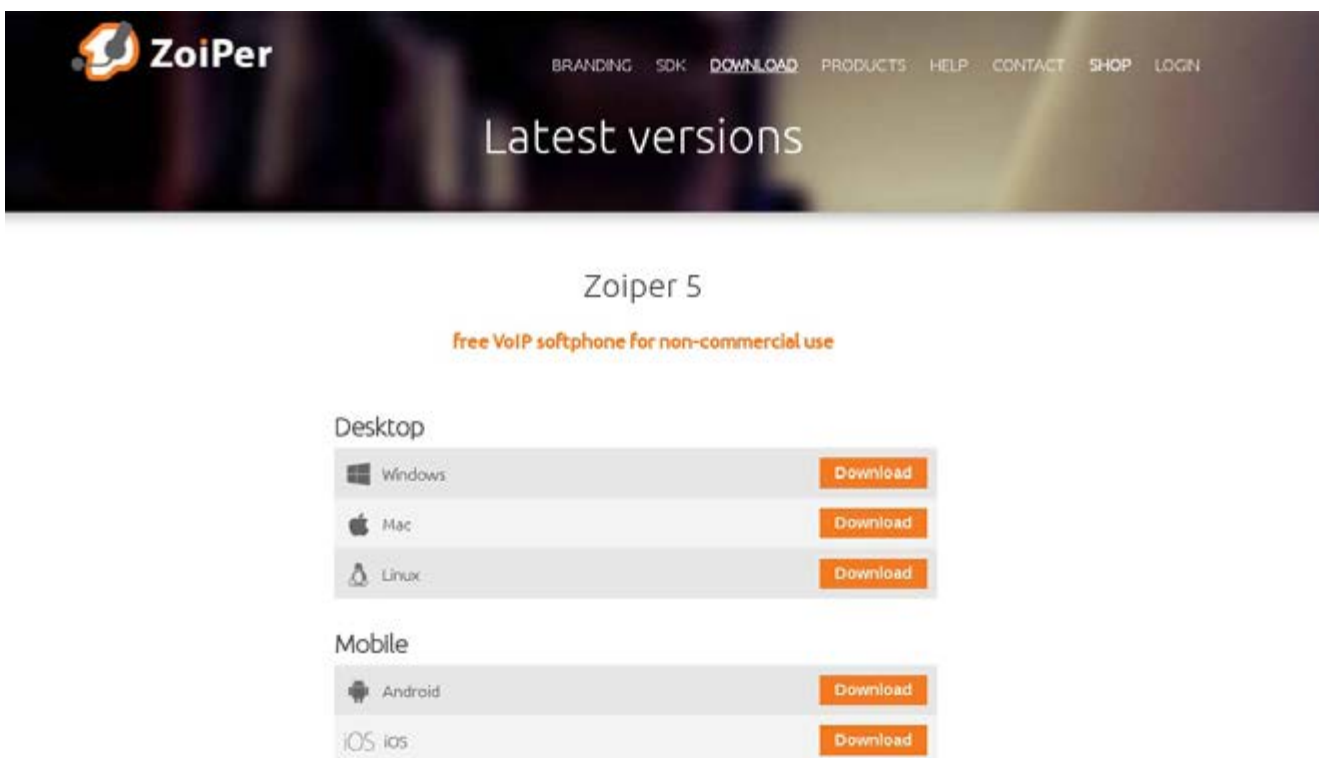 ZoiPer
BRANDING SDK DOWNLOAD PRODUCTS HELP CONTACT SHOP LOGIN
Latest versions
Zoiper 5
free VoIP softphone for non-commercial use
Desktop
Windows Download
Mac Download
Linux Download
Mobile
Android Download
iOS ios Download